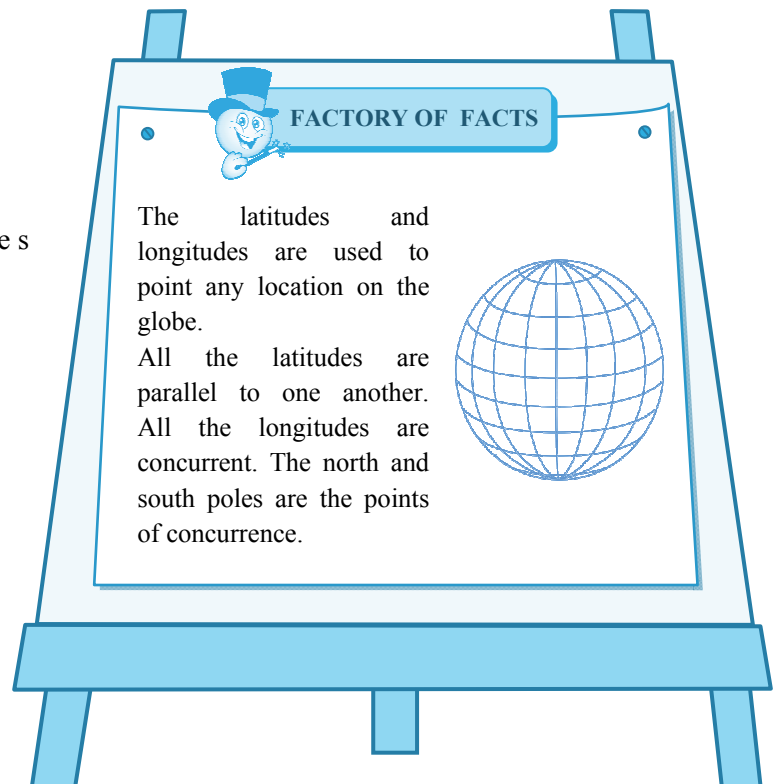 FACTORY OF FACTS
e s
The latitudes and
longitudes are used to
point any location on the
globe.
All the latitudes are
parallel to one another.
All the longitudes are
concurrent. The north and
south poles are the points
of concurrence.